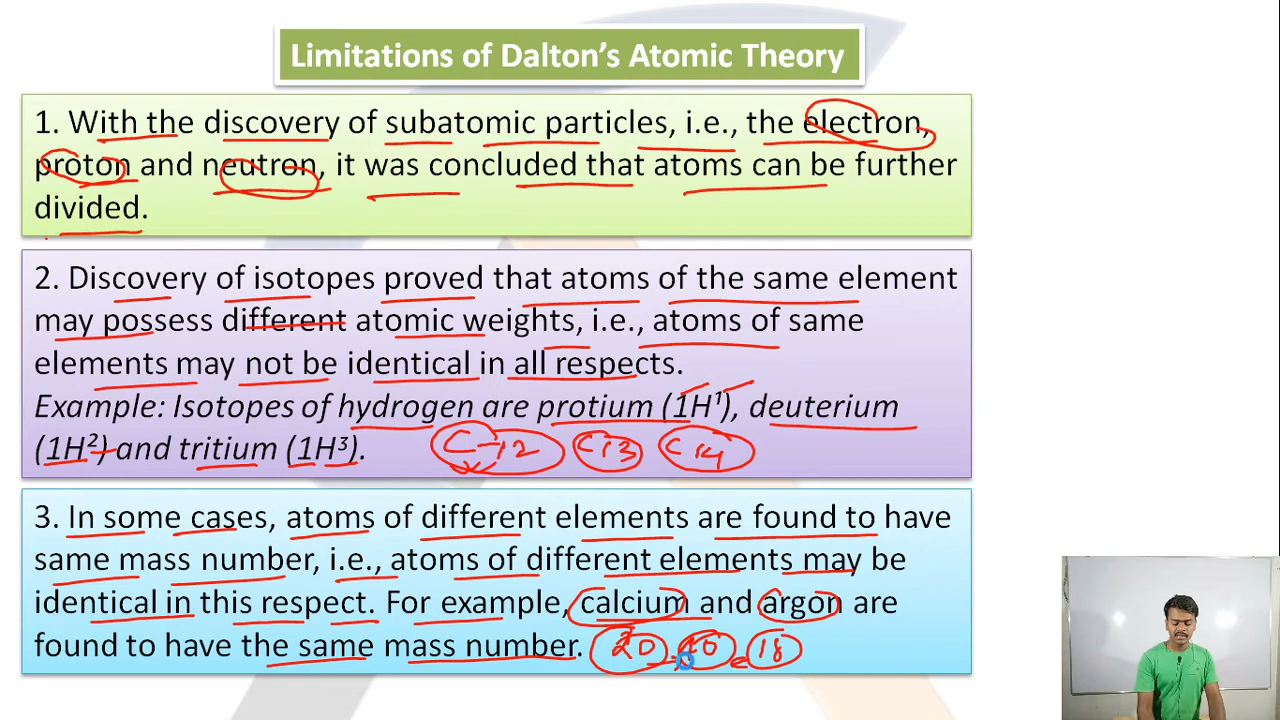 Limitations of Dalton's Atomic Theory
1. With the discovery of subatomic particles, i.e., the electron,
proton and neutron, it was concluded that atoms can be further
divided.
2. Discovery of isotopes proved that atoms of the same element
may possess different atomic weights, i.e., atoms of same
elements may not be identical in all respects.
Example: Isotopes of hydrogen are protium (1H¹), deuterium
(1H²) and tritium (1H³).
C-12 C13 C14
3. In some cases, atoms of different elements are found to have
same mass number, i.e., atoms of different elements may be
identical in this respect. For example, calcium and argon are
found to have the same mass number.
20 40 18